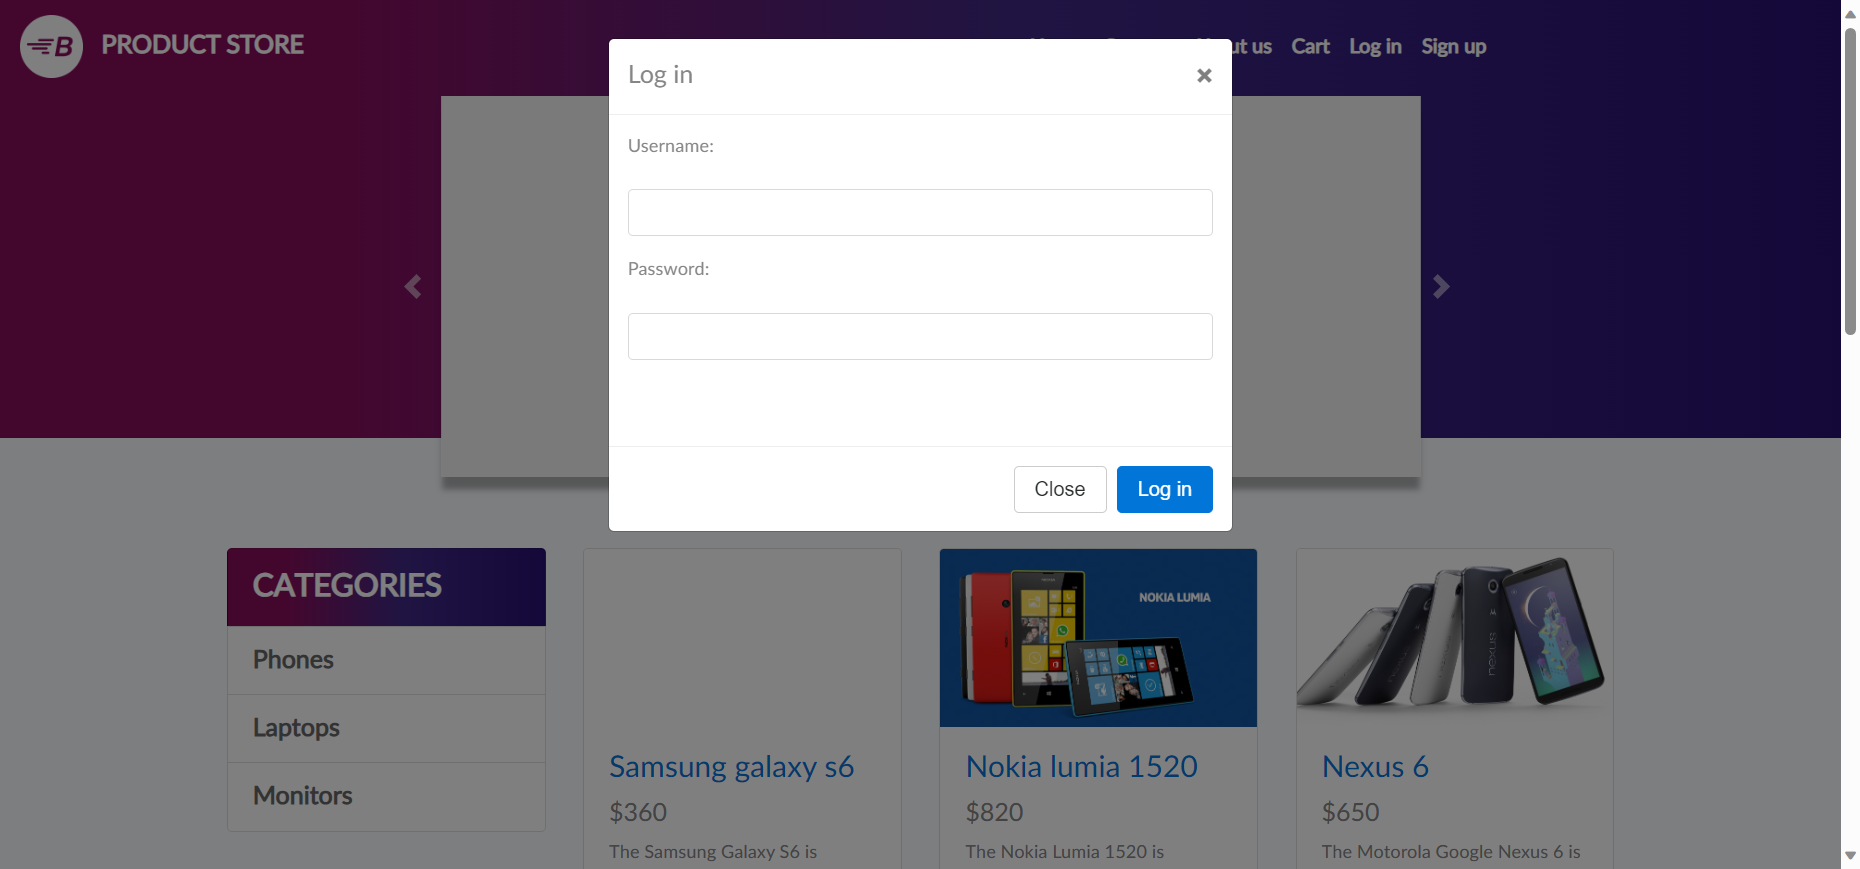 B PRODUCT STORE
ut us Cart Log in Sign up
Log in ×
Username:
Password:
Close Log in
CATEGORIES
Phones
Laptops
Monitors
NOKIA LUMIA
nexus
Samsung galaxy s6
$360
The Samsung Galaxy S6 is
Nokia lumia 1520
$820
The Nokia Lumia 1520 is
Nexus 6
$650
The Motorola Google Nexus 6 is